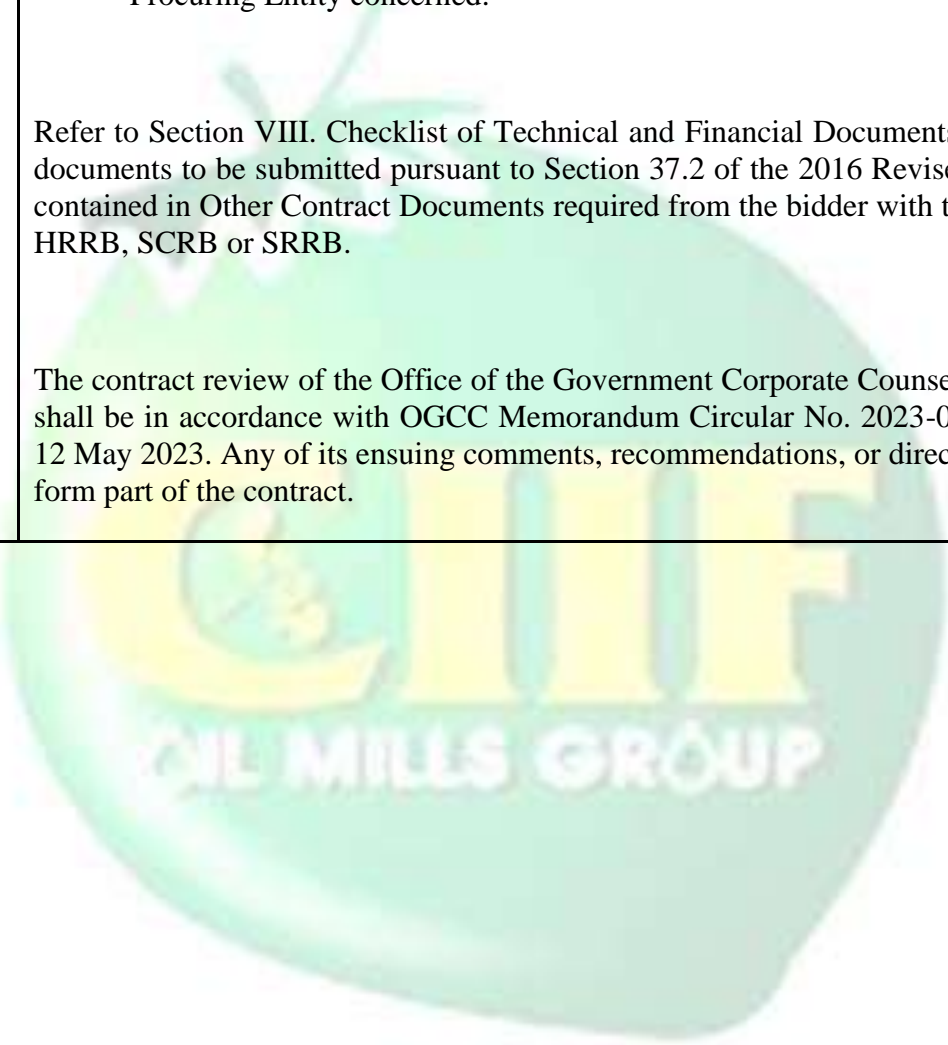 Procuring Entity concerned.
Refer to Section VIII. Checklist of Technical and Financial Documents
documents to be submitted pursuant to Section 37.2 of the 2016 Revise
contained in Other Contract Documents required from the bidder with t
HRRB, SCRB or SRRB.
The contract review of the Office of the Government Corporate Counse
shall be in accordance with OGCC Memorandum Circular No. 2023-0
12 May 2023. Any of its ensuing comments, recommendations, or direc
form part of the contract.
CIIF
OIL MILLS GROUP